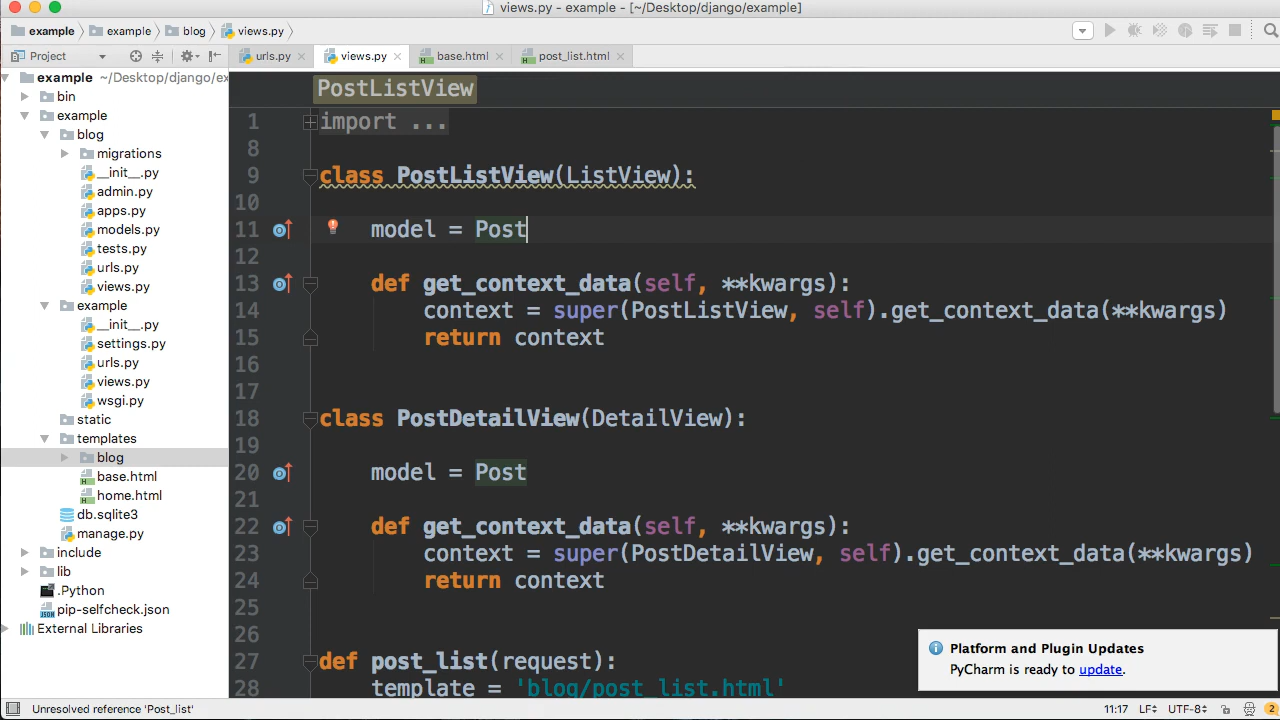 views.py - example - [~/Desktop/django/example]
example example blog views.py
Project urls.py views.py base.html post_list.html
example ~/Desktop/django/ex
bin
example
blog
migrations
__init__.py
admin.py
apps.py
models.py
tests.py
urls.py
views.py
example
__init__.py
settings.py
urls.py
views.py
wsgi.py
static
templates
blog
base.html
home.html
db.sqlite3
manage.py
include
lib
.Python
pip-selfcheck.json
External Libraries
PostListView
1 import ...
8
9 class PostListView(ListView):
10
11 model = Post
12
13 def get_context_data(self, **kwargs):
14 context = super(PostListView, self).get_context_data(**kwargs)
15 return context
16
17
18 class PostDetailView(DetailView):
19
20 model = Post
21
22 def get_context_data(self, **kwargs):
23 context = super(PostDetailView, self).get_context_data(**kwargs)
24 return context
25
26
27 def post_list(request):
28 template = 'blog/post_list.html'
Platform and Plugin Updates
PyCharm is ready to update.
Unresolved reference 'Post_list' 11:17 LF UTF-8 2